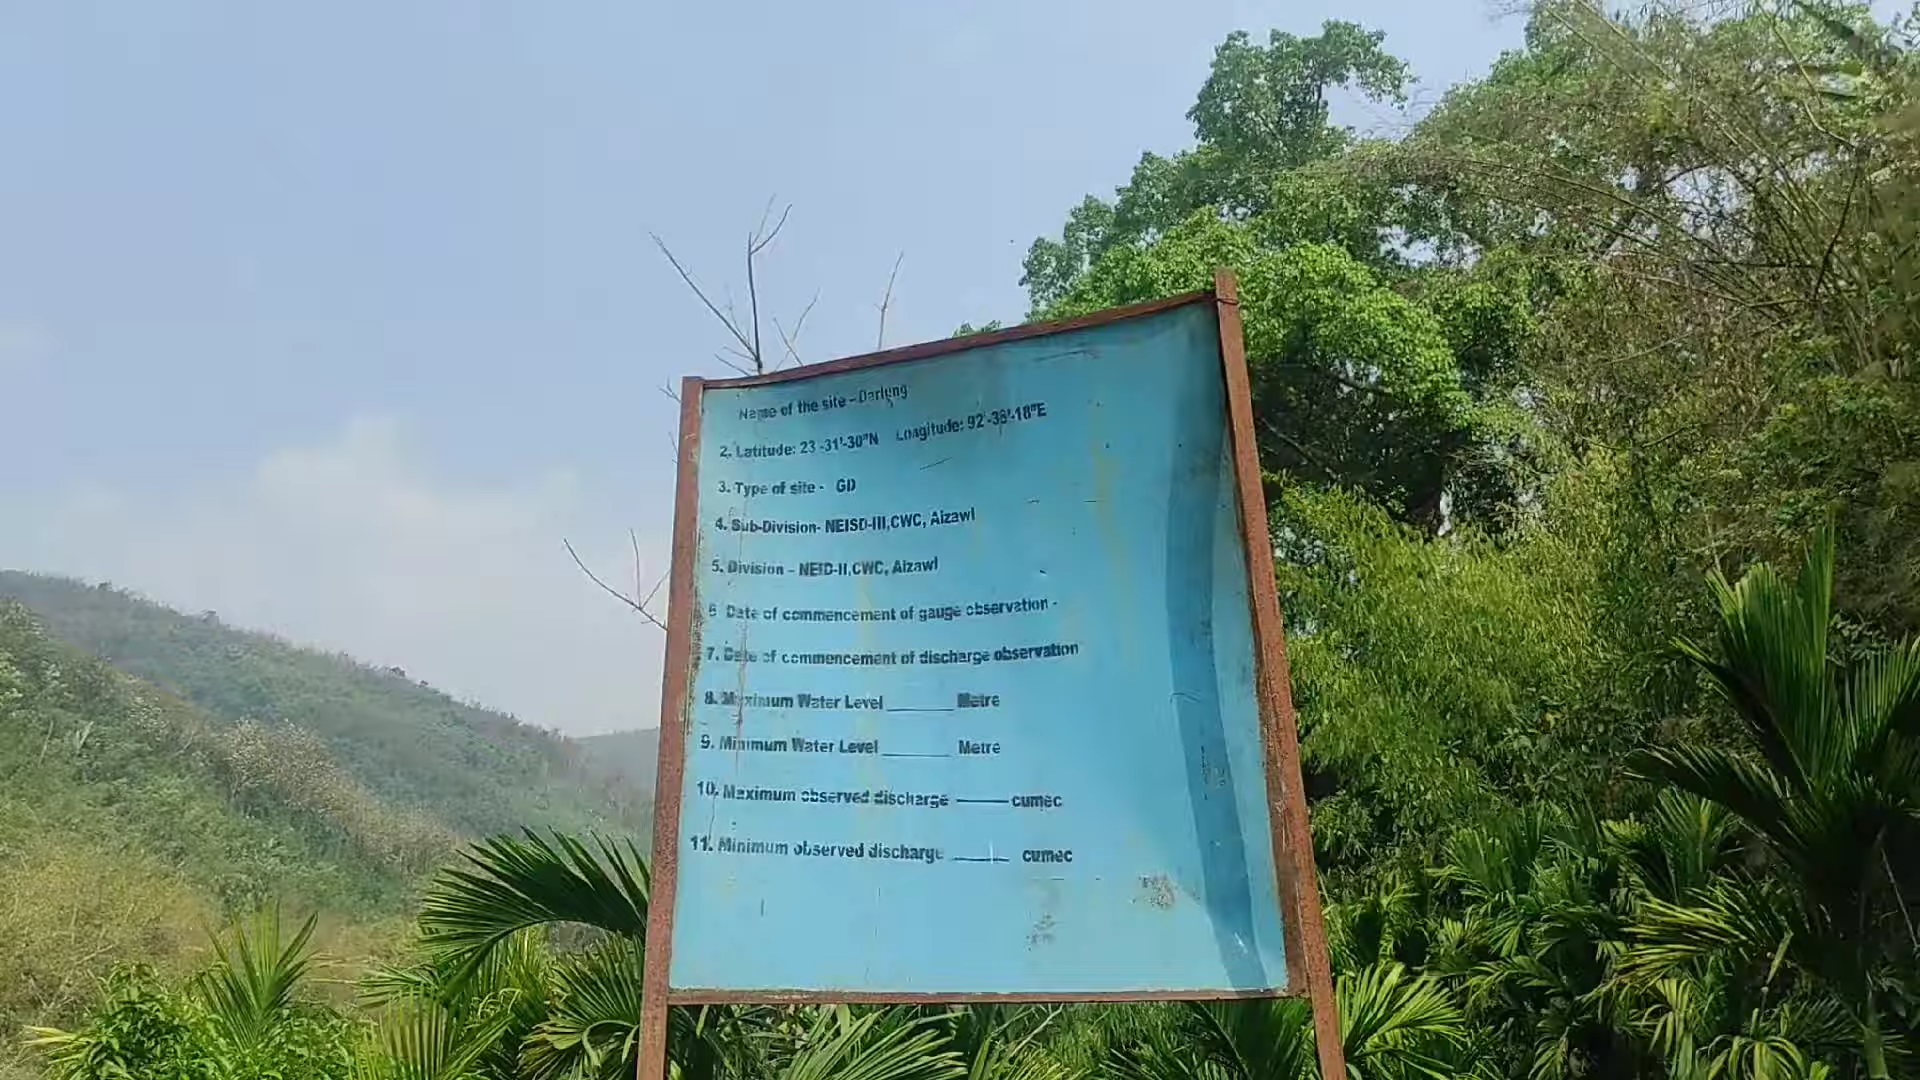 Name of the site - Darlung
2. Latitude: 23°-31'-30"N Longitude: 92°-38'-18"E
3. Type of site - GD
4. Sub-Division- NEISD-III,CWC, Aizawl
5. Division - NEID-II,CWC, Aizawl
6 Date of commencement of gauge observation -
7. Date of commencement of discharge observation
8. Maximum Water Level ______ Metre
9. Minimum Water Level ______ Metre
10. Maximum observed discharge ——— cumec
11. Minimum observed discharge _____ cumec